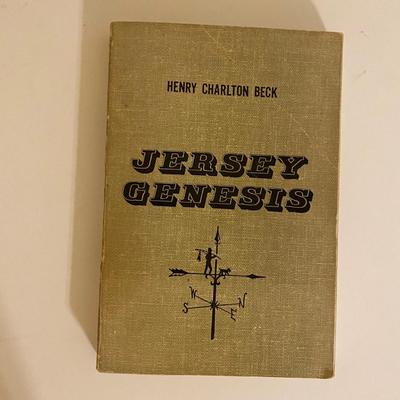 HENRY CHARLTON BECK
JERSEY
GENESIS
W N
S E